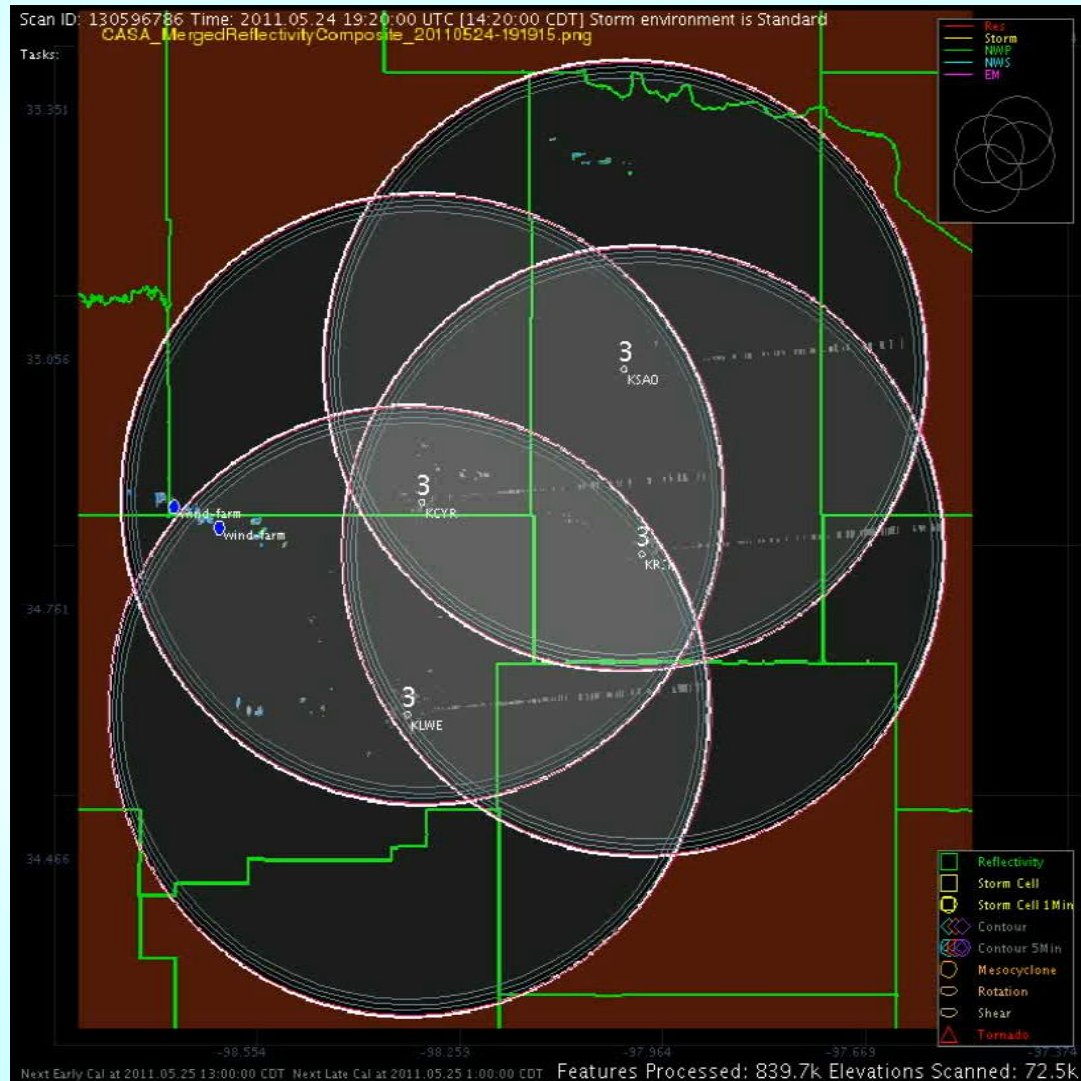 Scan ID: 130596786 Time: 2011.05.24 19:20:00 UTC [14:20:00 CDT] Storm environment is Standard
CASA_MergedReflectivityComposite_20110524-191915.png
Tasks:
Res
Storm
NWP
NWS
EM
35.351
35.056
34.761
34.466
3
KSAO
3
KCYR
wind-farm
wind-farm
3
3
KLWE
Reflectivity
Storm Cell
Storm Cell 1Min
Contour
Contour 5Min
Mesocyclone
Rotation
Shear
Tornado
-98.554
-98.259
-97.964
-97.669
-37.374
Next Early Cal at 2011.05.25 13:00:00 CDT Next Late Cal at 2011.05.25 1:00:00 CDT Features Processed: 839.7k Elevations Scanned: 72.5k